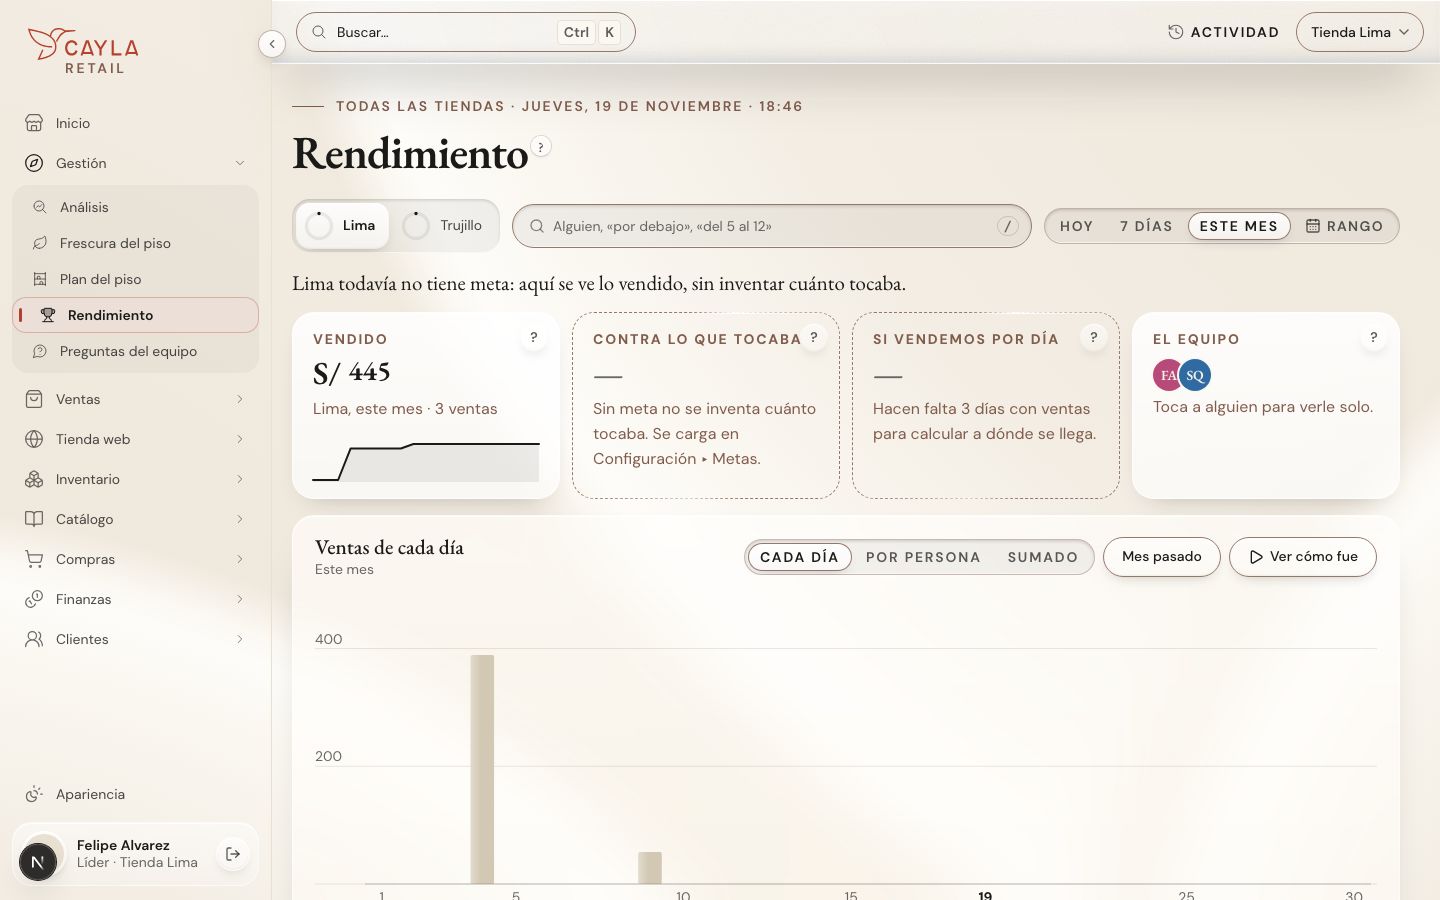 CAYLA
RETAIL
Buscar...
Ctrl K
ACTIVIDAD
Tienda Lima
Inicio
Gestión
Análisis
Frescura del piso
Plan del piso
Rendimiento
Preguntas del equipo
Ventas
Tienda web
Inventario
Catálogo
Compras
Finanzas
Clientes
Apariencia
N
Felipe Alvarez
Líder · Tienda Lima
TODAS LAS TIENDAS · JUEVES, 19 DE NOVIEMBRE · 18:46
Rendimiento ?
Lima
Trujillo
Alguien, «por debajo», «del 5 al 12» /
HOY 7 DÍAS ESTE MES RANGO
Lima todavía no tiene meta: aquí se ve lo vendido, sin inventar cuánto tocaba.
VENDIDO ?
S/ 445
Lima, este mes · 3 ventas
CONTRA LO QUE TOCABA ?
—
Sin meta no se inventa cuánto
tocaba. Se carga en
Configuración ‣ Metas.
SI VENDEMOS POR DÍA ?
—
Hacen falta 3 días con ventas
para calcular a dónde se llega.
EL EQUIPO ?
FA SQ
Toca a alguien para verle solo.
Ventas de cada día
Este mes
CADA DÍA POR PERSONA SUMADO
Mes pasado
Ver cómo fue
400
200
1 5 10 15 19 25 30